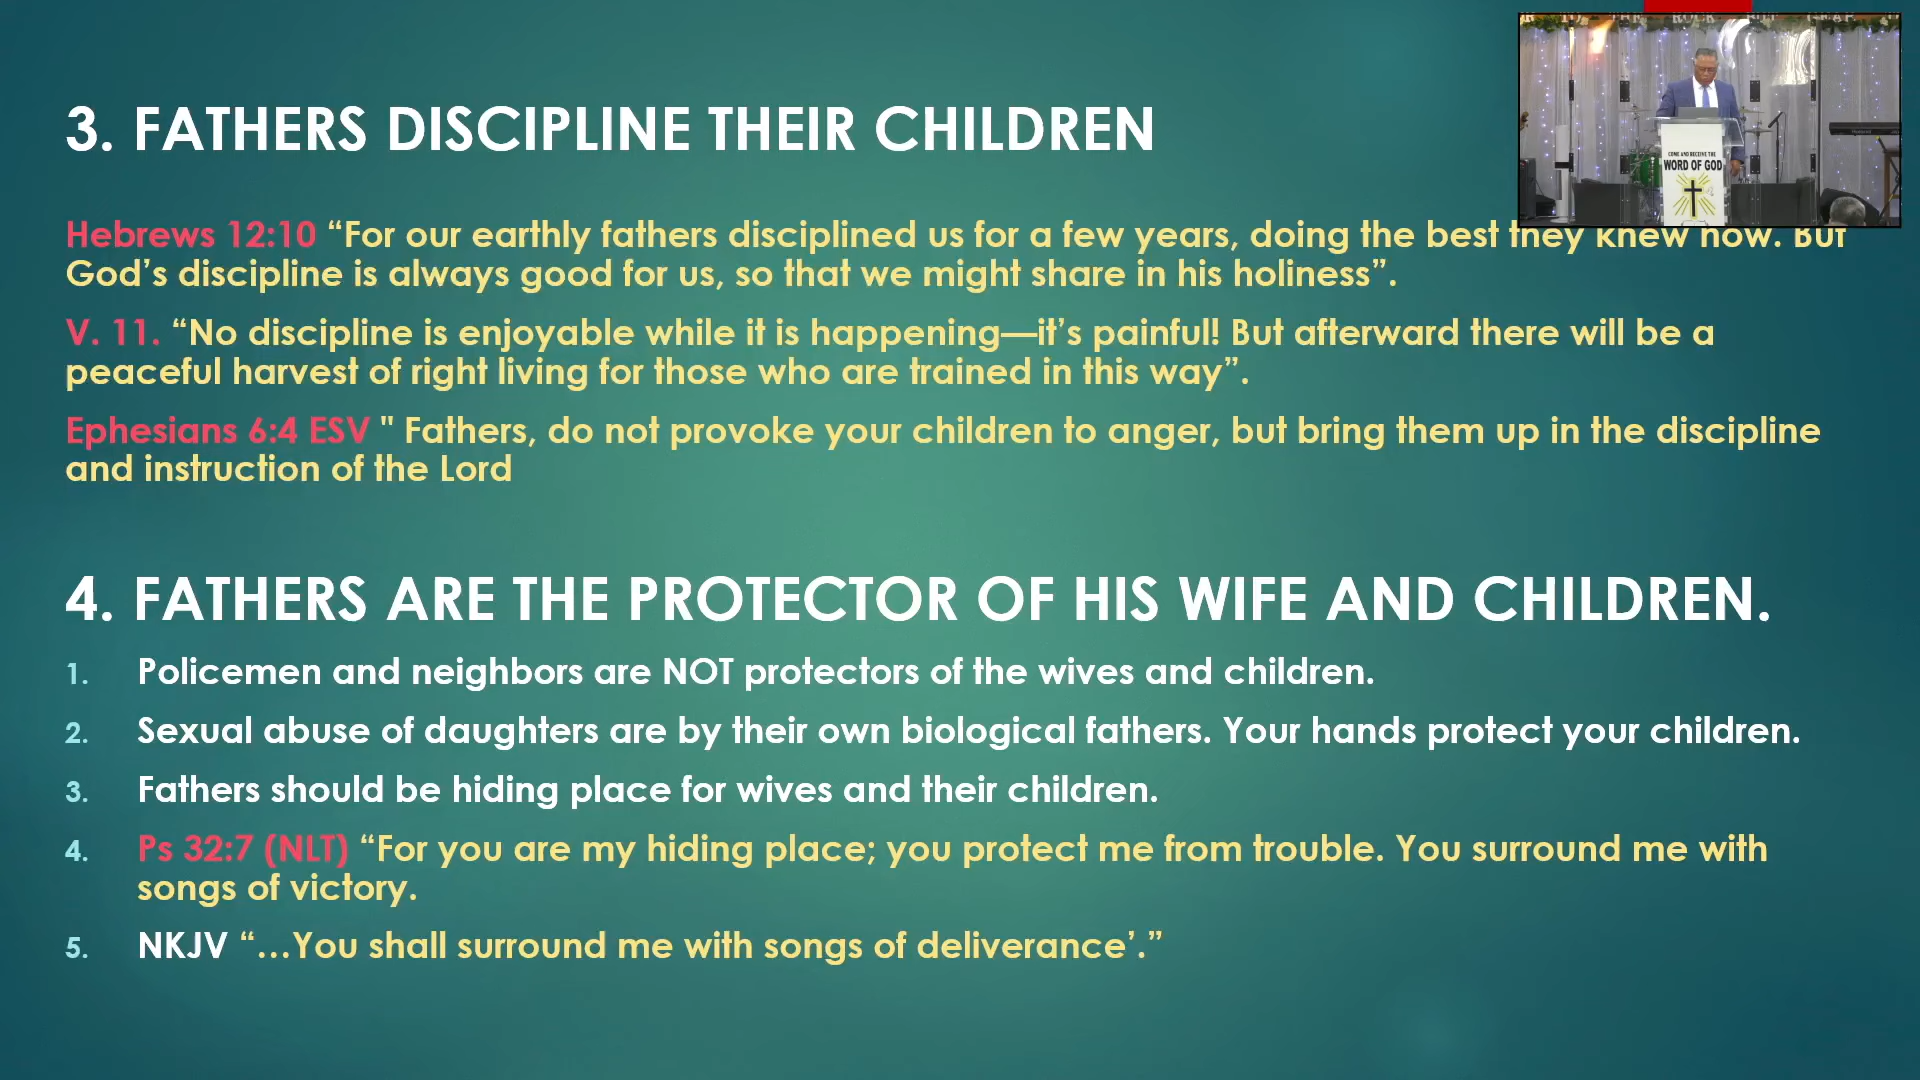 3. FATHERS DISCIPLINE THEIR CHILDREN
Hebrews 12:10 “For our earthly fathers disciplined us for a few years, doing the best they knew how. But
God’s discipline is always good for us, so that we might share in his holiness”.
V. 11. “No discipline is enjoyable while it is happening—it’s painful! But afterward there will be a
peaceful harvest of right living for those who are trained in this way”.
Ephesians 6:4 ESV " Fathers, do not provoke your children to anger, but bring them up in the discipline
and instruction of the Lord
4. FATHERS ARE THE PROTECTOR OF HIS WIFE AND CHILDREN.
1. Policemen and neighbors are NOT protectors of the wives and children.
2. Sexual abuse of daughters are by their own biological fathers. Your hands protect your children.
3. Fathers should be hiding place for wives and their children.
4. Ps 32:7 (NLT) “For you are my hiding place; you protect me from trouble. You surround me with
songs of victory.
5. NKJV “…You shall surround me with songs of deliverance’.”
COME AND RECEIVE THE
WORD OF GOD